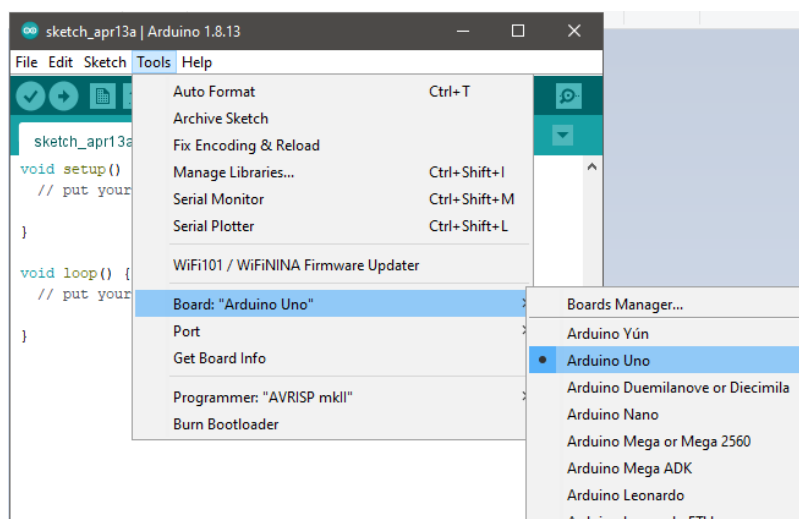 sketch_apr13a | Arduino 1.8.13
File Edit Sketch Tools Help
sketch_apr13a
void setup()
// put your
}
void loop() {
// put your
}
Auto Format Ctrl+T
Archive Sketch
Fix Encoding & Reload
Manage Libraries... Ctrl+Shift+I
Serial Monitor Ctrl+Shift+M
Serial Plotter Ctrl+Shift+L
WiFi101 / WiFiNINA Firmware Updater
Board: "Arduino Uno"
Port
Get Board Info
Programmer: "AVRISP mkII"
Burn Bootloader
Boards Manager...
Arduino Yún
Arduino Uno
Arduino Duemilanove or Diecimila
Arduino Nano
Arduino Mega or Mega 2560
Arduino Mega ADK
Arduino Leonardo